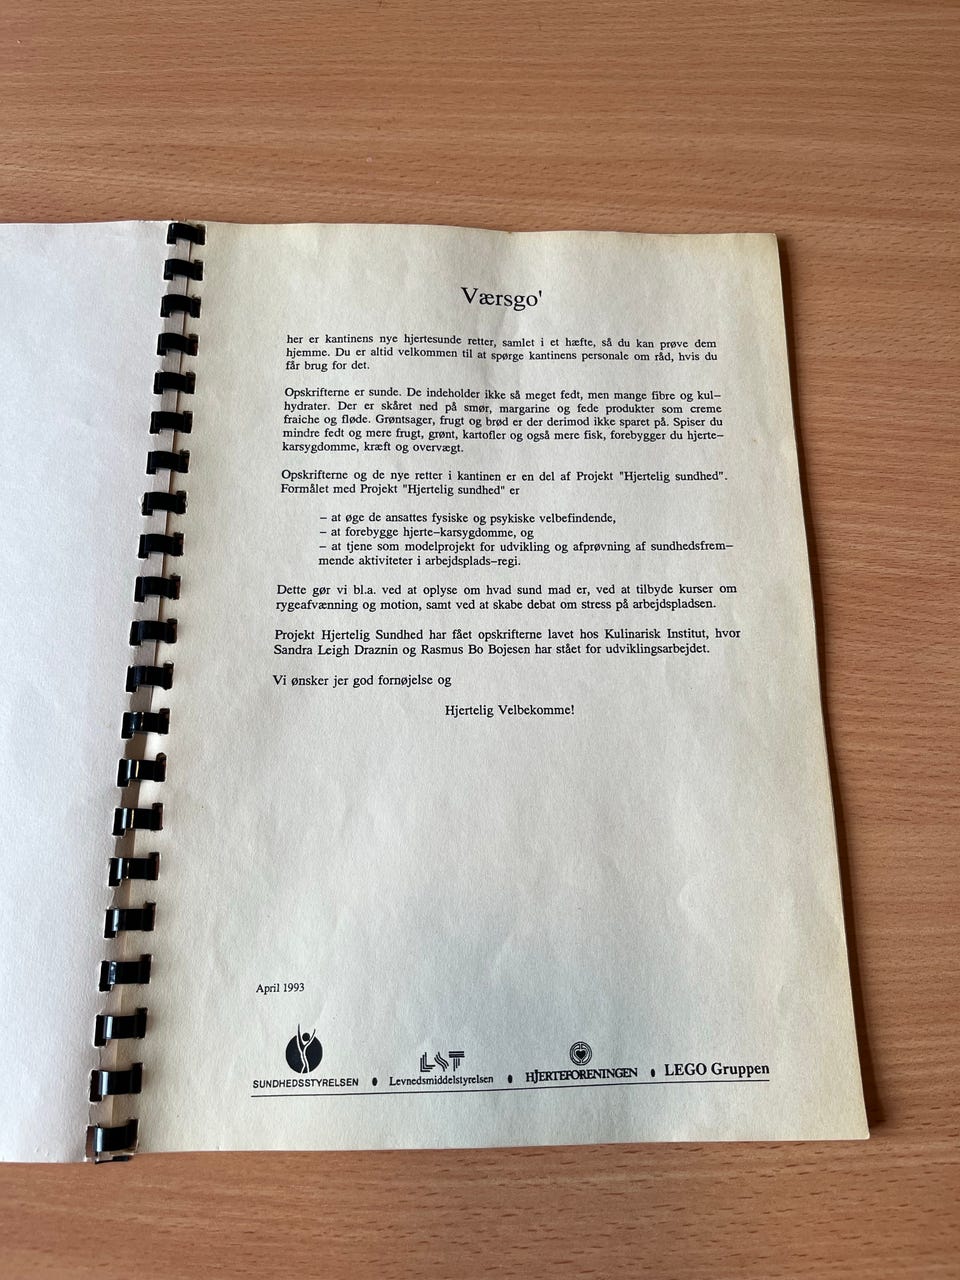 Værsgo'
her er kantinens nye hjertesunde retter, samlet i et hæfte, så du kan prøve dem
hjemme. Du er altid velkommen til at spørge kantinens personale om råd, hvis du
får brug for det.
Opskrifterne er sunde. De indeholder ikke så meget fedt, men mange fibre og kul-
hydrater. Der er skåret ned på smør, margarine og fede produkter som creme
fraiche og fløde. Grøntsager, frugt og brød er der derimod ikke sparet på. Spiser du
mindre fedt og mere frugt, grønt, kartofler og også mere fisk, forebygger du hjerte-
karsygdomme, kræft og overvægt.
Opskrifterne og de nye retter i kantinen er en del af Projekt "Hjertelig sundhed".
Formålet med Projekt "Hjertelig sundhed" er
– at øge de ansattes fysiske og psykiske velbefindende,
– at forebygge hjerte–karsygdomme, og
– at tjene som modelprojekt for udvikling og afprøvning af sundhedsfrem–
mende aktiviteter i arbejdsplads–regi.
Dette gør vi bl.a. ved at oplyse om hvad sund mad er, ved at tilbyde kurser om
rygeafvænning og motion, samt ved at skabe debat om stress på arbejdspladsen.
Projekt Hjertelig Sundhed har fået opskrifterne lavet hos Kulinarisk Institut, hvor
Sandra Leigh Draznin og Rasmus Bo Bojesen har stået for udviklingsarbejdet.
Vi ønsker jer god fornøjelse og
Hjertelig Velbekomme!
April 1993
LST
SUNDHEDSSTYRELSEN • Levnedsmiddelstyrelsen • HJERTEFORENINGEN • LEGO Gruppen